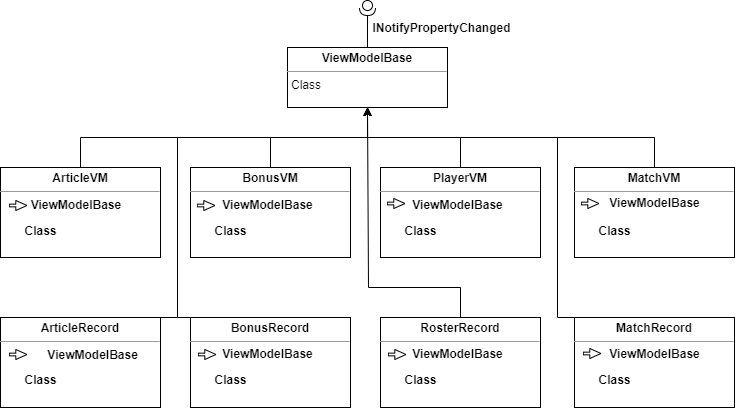 INotifyPropertyChanged
ViewModelBase
Class
ArticleVM
ViewModelBase
Class
BonusVM
ViewModelBase
Class
PlayerVM
ViewModelBase
Class
MatchVM
ViewModelBase
Class
ArticleRecord
ViewModelBase
Class
BonusRecord
ViewModelBase
Class
RosterRecord
ViewModelBase
Class
MatchRecord
ViewModelBase
Class